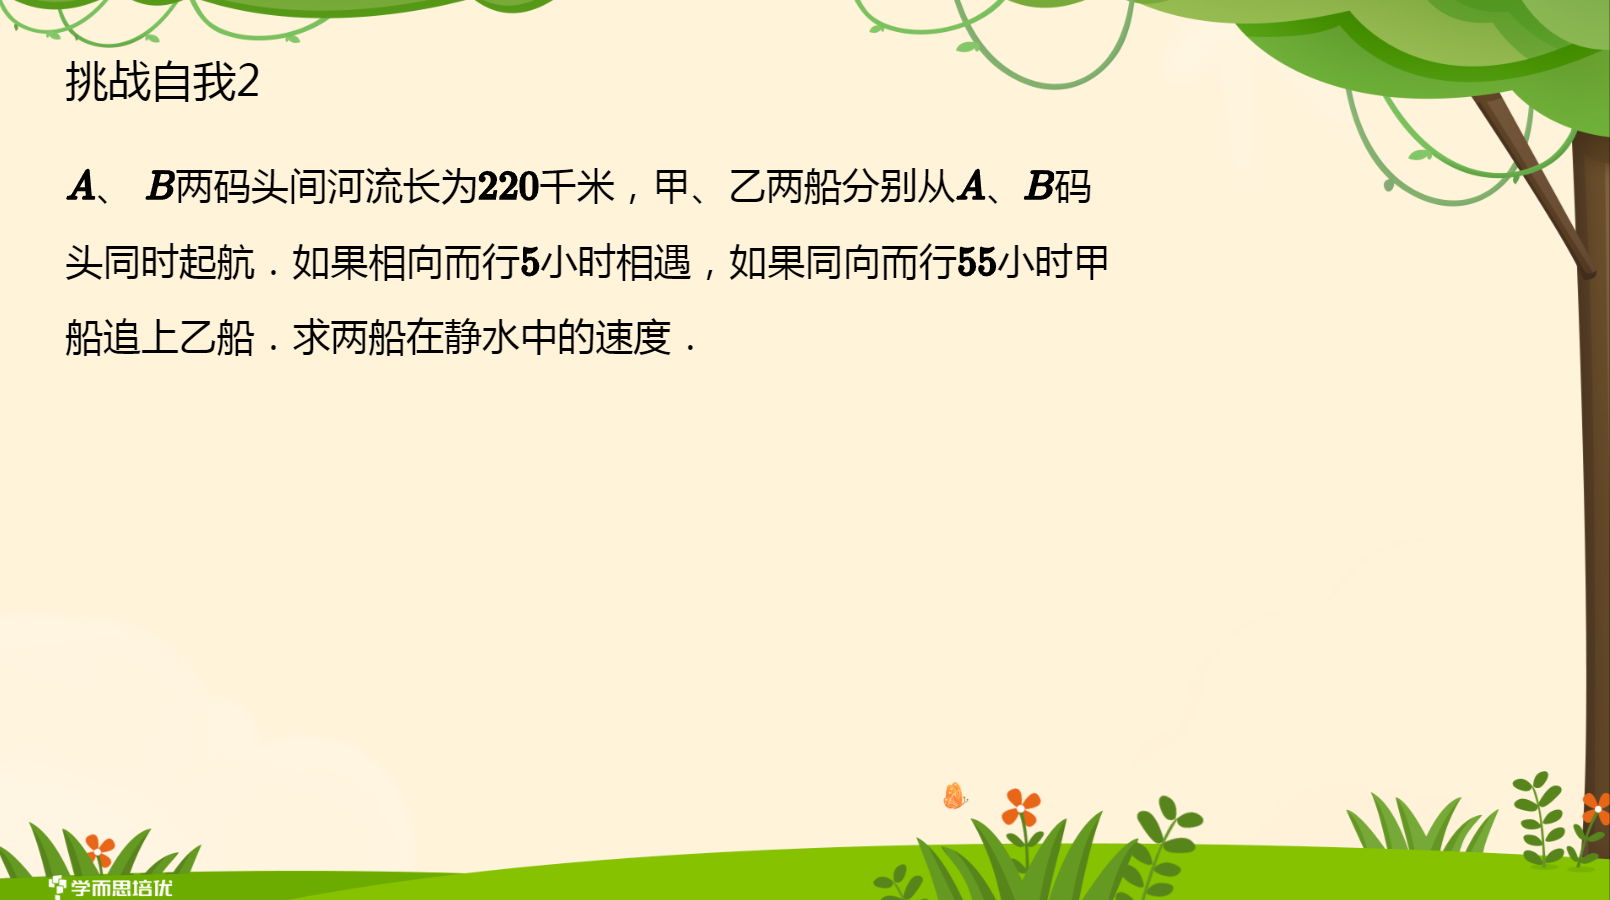 挑战自我2
A、 B两码头间河流长为220千米，甲、乙两船分别从A、B码
头同时起航．如果相向而行5小时相遇，如果同向而行55小时甲
船追上乙船．求两船在静水中的速度．
学而思培优